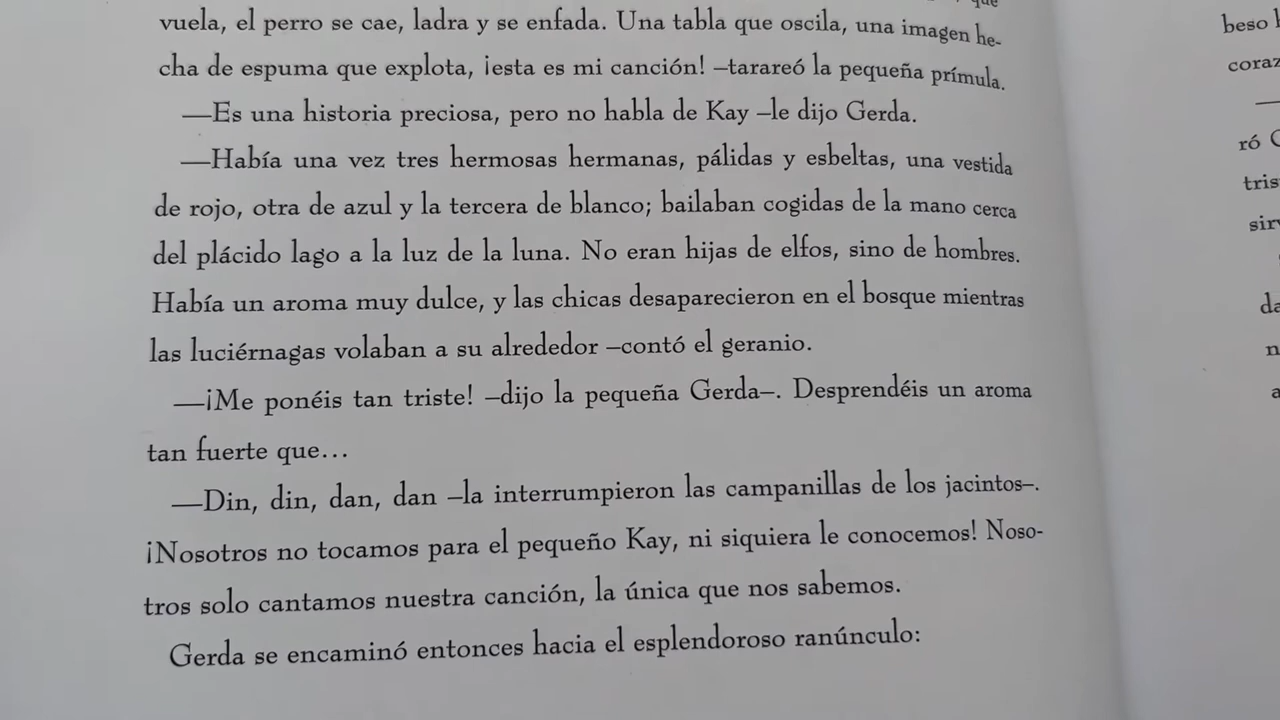 que
vuela, el perro se cae, ladra y se enfada. Una tabla que oscila, una imagen he-
cha de espuma que explota, ¡esta es mi canción! –tarareó la pequeña prímula.
—Es una historia preciosa, pero no habla de Kay –le dijo Gerda.
—Había una vez tres hermosas hermanas, pálidas y esbeltas, una vestida
de rojo, otra de azul y la tercera de blanco; bailaban cogidas de la mano cerca
del plácido lago a la luz de la luna. No eran hijas de elfos, sino de hombres.
Había un aroma muy dulce, y las chicas desaparecieron en el bosque mientras
las luciérnagas volaban a su alrededor –contó el geranio.
—¡Me ponéis tan triste! –dijo la pequeña Gerda–. Desprendéis un aroma
tan fuerte que…
—Din, din, dan, dan –la interrumpieron las campanillas de los jacintos–.
¡Nosotros no tocamos para el pequeño Kay, ni siquiera le conocemos! Noso-
tros solo cantamos nuestra canción, la única que nos sabemos.
Gerda se encaminó entonces hacia el esplendoroso ranúnculo:
beso
coraz
—
ró
tris
sir
da
n
a